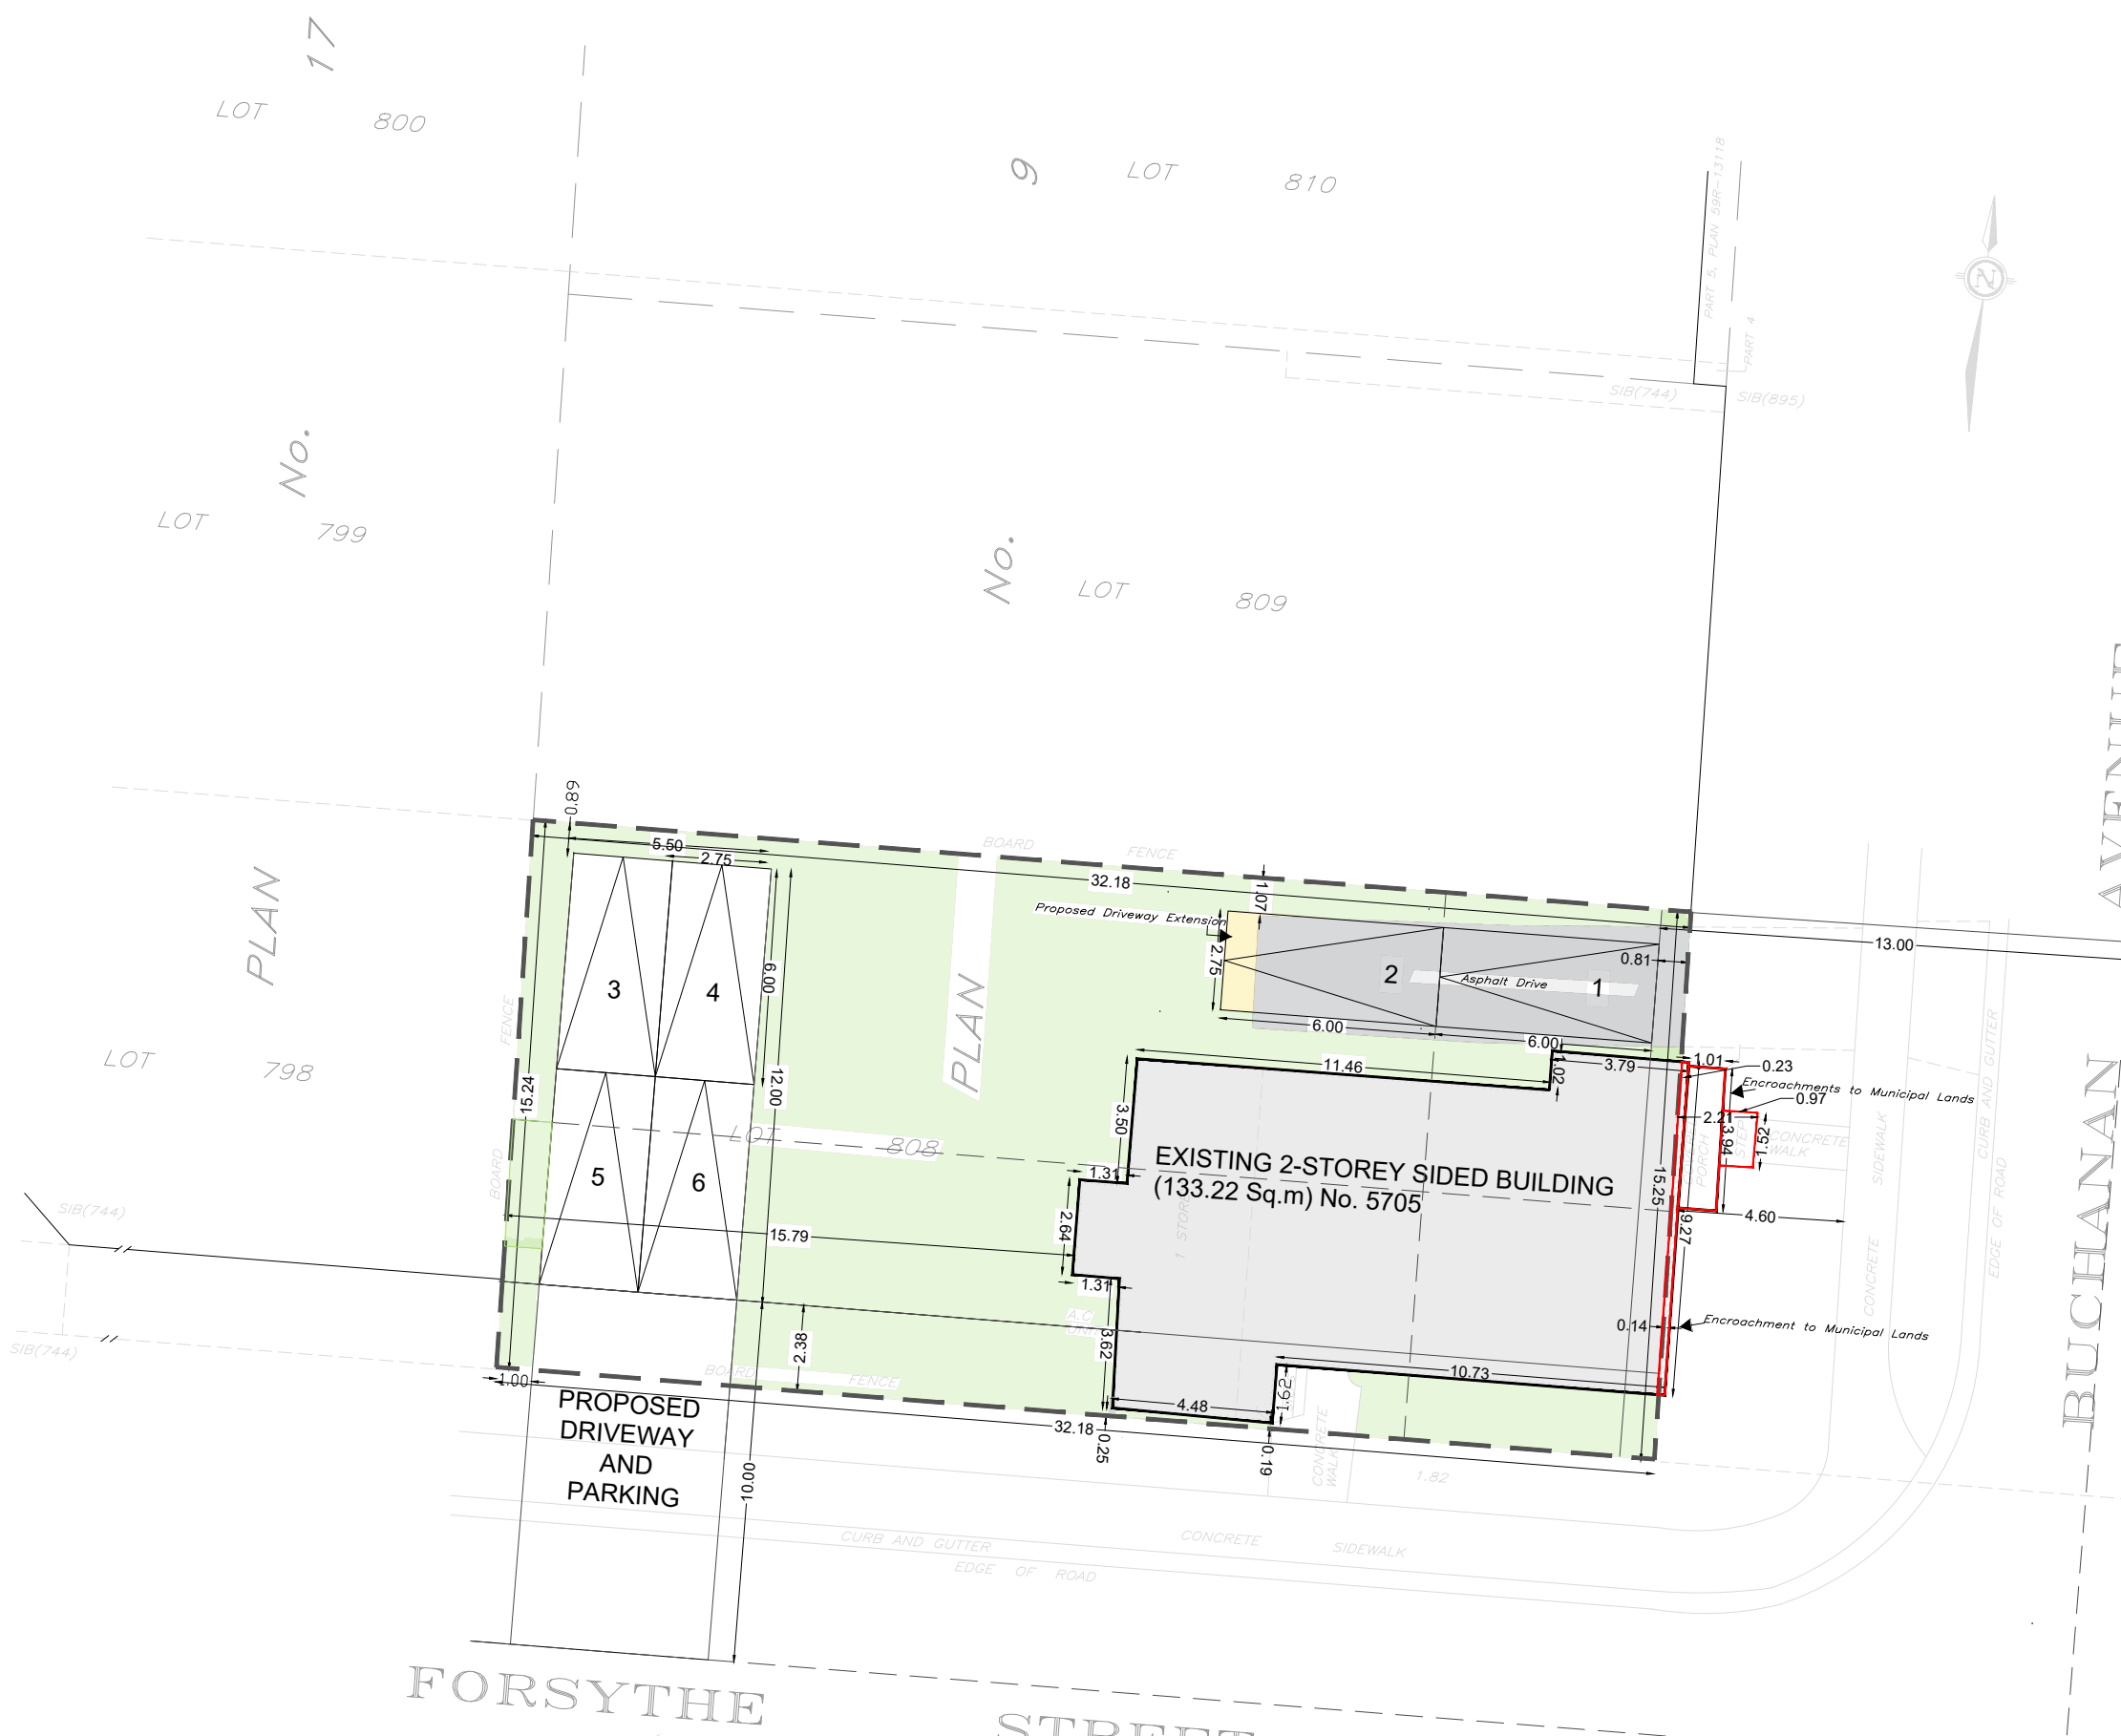 17
LOT 800
9
LOT 810
PART 5, PLAN 59R-13118
PART 4
SIB(744)
SIB(895)
N
No.
LOT 799
No.
LOT 809
PLAN
LOT 798
SIB(744)
SIB(744)
0.89
5.50
2.75
BOARD FENCE
32.18
1.07
Proposed Driveway Extension
2.75
13.00
0.81
3
4
6.00
12.00
PLAN
2
1
Asphalt Drive
6.00
6.00
BOARD FENCE
15.24
11.46
1.02
3.79
1.01
0.23
Encroachments to Municipal Lands
0.97
2.21
3.94
1.52
PORCH
STEP
CONCRETE
WALK
3.50
LOT 808
5
6
1.31
EXISTING 2-STOREY SIDED BUILDING
(133.22 Sq.m) No. 5705
1 STOREY
15.25
9.27
4.60
2.64
15.79
1.31
A.C.
UNIT
3.62
0.14
Encroachment to Municipal Lands
2.38
10.73
1.62
4.48
BOARD FENCE
1.00
32.18
0.25
0.19
CONCRETE
WALK
1.82
PROPOSED
DRIVEWAY
AND
PARKING
10.00
CONCRETE SIDEWALK
CURB AND GUTTER
EDGE OF ROAD
CURB AND GUTTER
CONCRETE SIDEWALK
EDGE OF ROAD
BUCHANAN AVENUE
FORSYTHE STREET